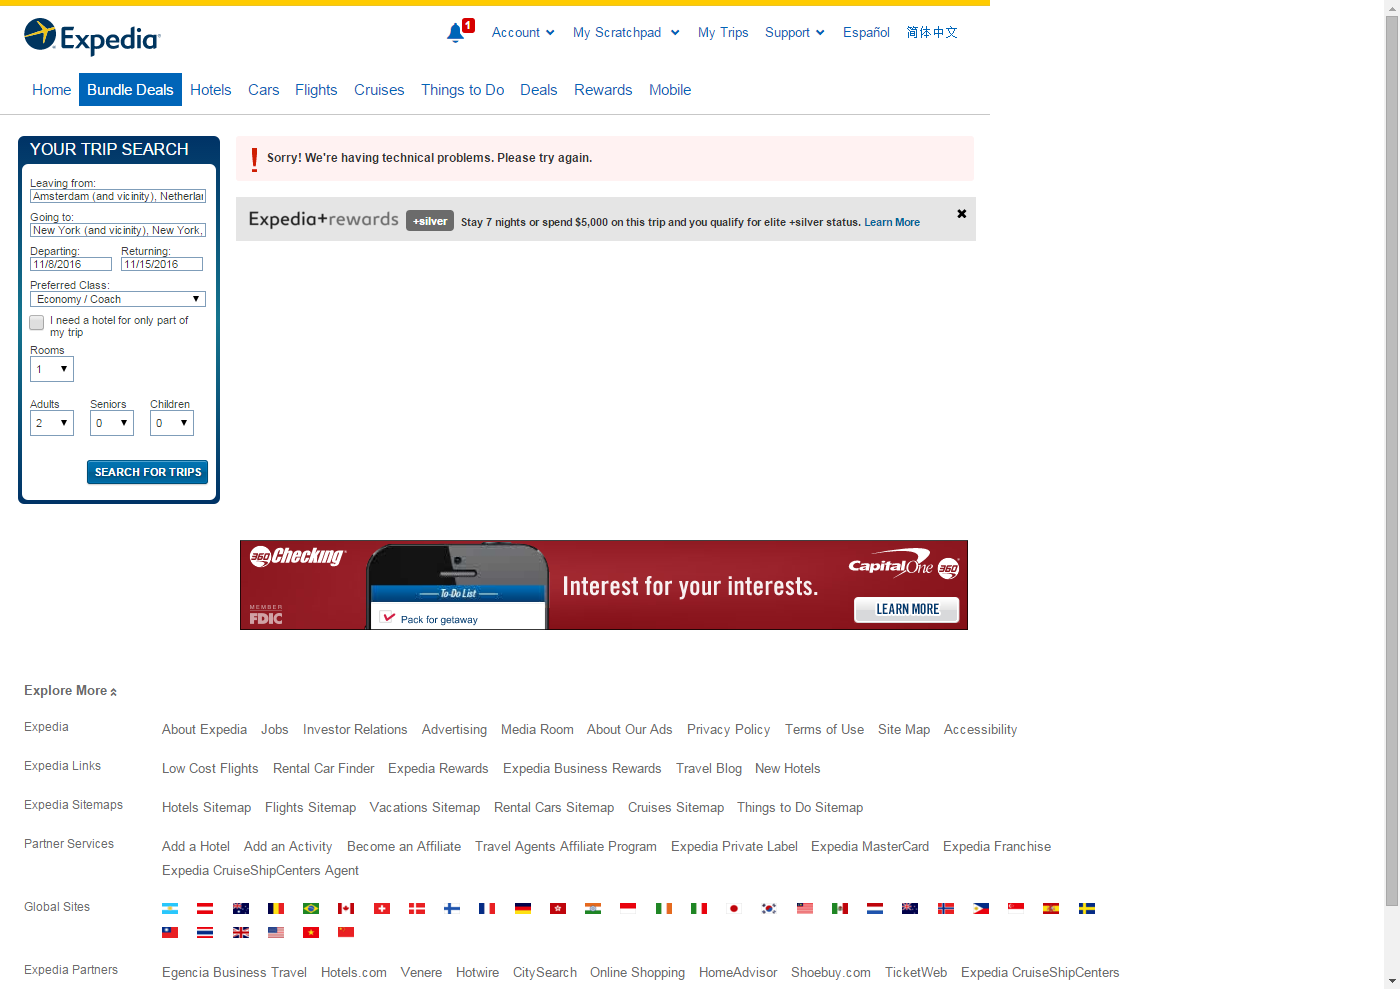 Expedia
1
Account
My Scratchpad
My Trips
Support
Español
简体中文
Home
Bundle Deals
Hotels
Cars
Flights
Cruises
Things to Do
Deals
Rewards
Mobile
YOUR TRIP SEARCH
Leaving from:
Amsterdam (and vicinity), Netherlan
Going to:
New York (and vicinity), New York,
Departing: Returning:
11/8/2016 11/15/2016
Preferred Class:
Economy / Coach
I need a hotel for only part of
my trip
Rooms
1
Adults Seniors Children
2 0 0
SEARCH FOR TRIPS
Sorry! We're having technical problems. Please try again.
Expedia+rewards +silver Stay 7 nights or spend $5,000 on this trip and you qualify for elite +silver status. Learn More
360 Checking
MEMBER
FDIC
To-Do List
Pack for getaway
Interest for your interests.
Capital One 360
LEARN MORE
Explore More
Expedia About Expedia Jobs Investor Relations Advertising Media Room About Our Ads Privacy Policy Terms of Use Site Map Accessibility
Expedia Links Low Cost Flights Rental Car Finder Expedia Rewards Expedia Business Rewards Travel Blog New Hotels
Expedia Sitemaps Hotels Sitemap Flights Sitemap Vacations Sitemap Rental Cars Sitemap Cruises Sitemap Things to Do Sitemap
Partner Services Add a Hotel Add an Activity Become an Affiliate Travel Agents Affiliate Program Expedia Private Label Expedia MasterCard Expedia Franchise
Expedia CruiseShipCenters Agent
Global Sites
Expedia Partners Egencia Business Travel Hotels.com Venere Hotwire CitySearch Online Shopping HomeAdvisor Shoebuy.com TicketWeb Expedia CruiseShipCenters